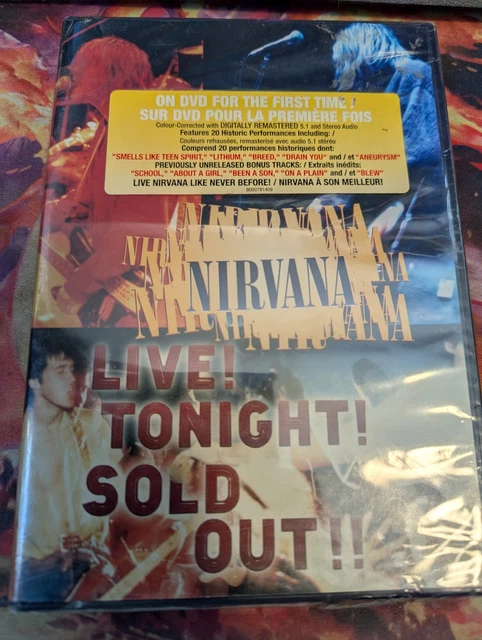 ON DVD FOR THE FIRST TIME !
SUR DVD POUR LA PREMIÈRE FOIS
Colour-Corrected with DIGITALLY REMASTERED 5.1 and Stereo Audio
Features 20 Historic Performances Including: /
Couleurs rehaussées, remasterisé avec audio 5.1 stéréo
Comprend 20 performances historiques dont:
"SMELLS LIKE TEEN SPIRIT," "LITHIUM," "BREED," "DRAIN YOU" and / et "ANEURYSM"
PREVIOUSLY UNRELEASED BONUS TRACKS: / Extraits inédits:
"SCHOOL," "ABOUT A GIRL," "BEEN A SON," "ON A PLAIN" and / et "BLEW"
LIVE NIRVANA LIKE NEVER BEFORE! / NIRVANA À SON MEILLEUR!
NIRVANA
LIVE!
TONIGHT!
SOLD
OUT!!